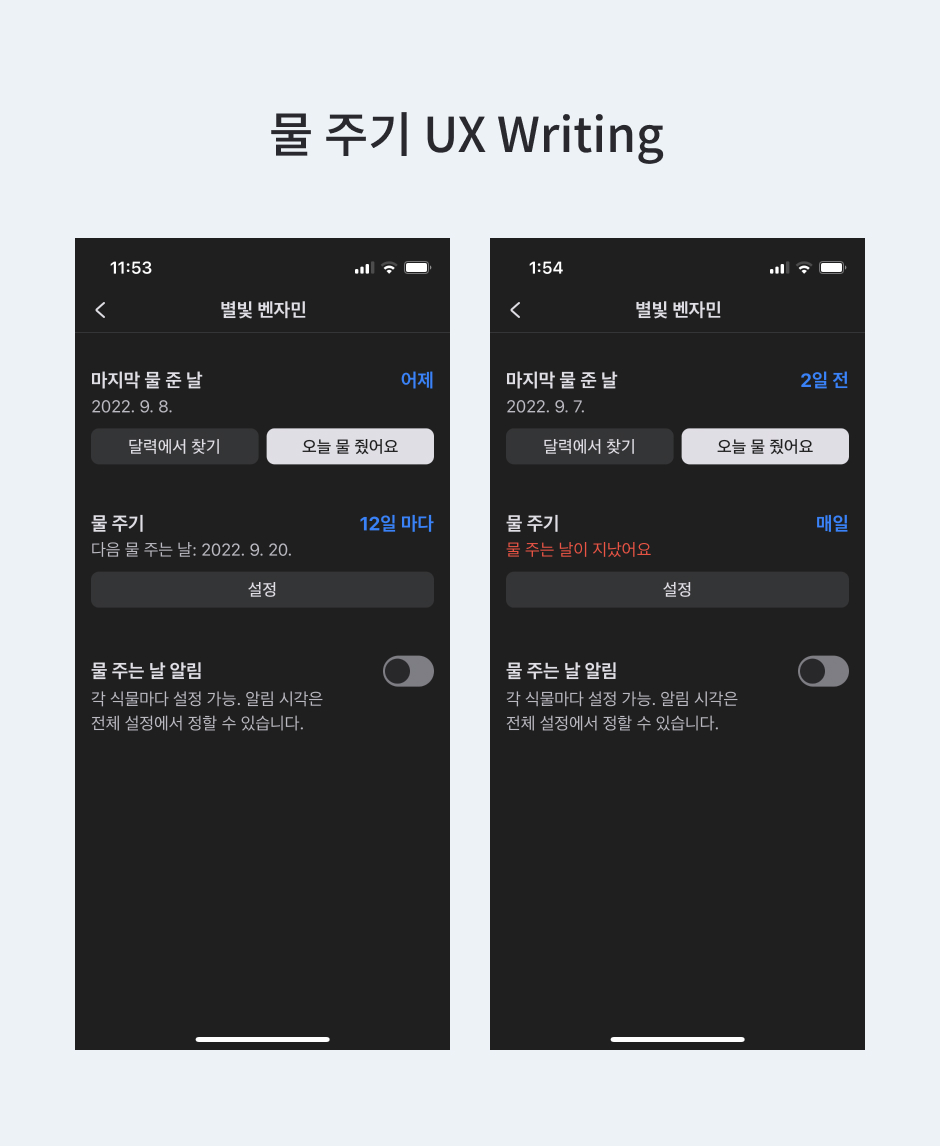 물 주기 UX Writing
11:53
별빛 벤자민
마지막 물 준 날 어제
2022. 9. 8.
달력에서 찾기 오늘 물 줬어요
물 주기 12일 마다
다음 물 주는 날: 2022. 9. 20.
설정
물 주는 날 알림
각 식물마다 설정 가능. 알림 시각은
전체 설정에서 정할 수 있습니다.
1:54
별빛 벤자민
마지막 물 준 날 2일 전
2022. 9. 7.
달력에서 찾기 오늘 물 줬어요
물 주기 매일
물 주는 날이 지났어요
설정
물 주는 날 알림
각 식물마다 설정 가능. 알림 시각은
전체 설정에서 정할 수 있습니다.